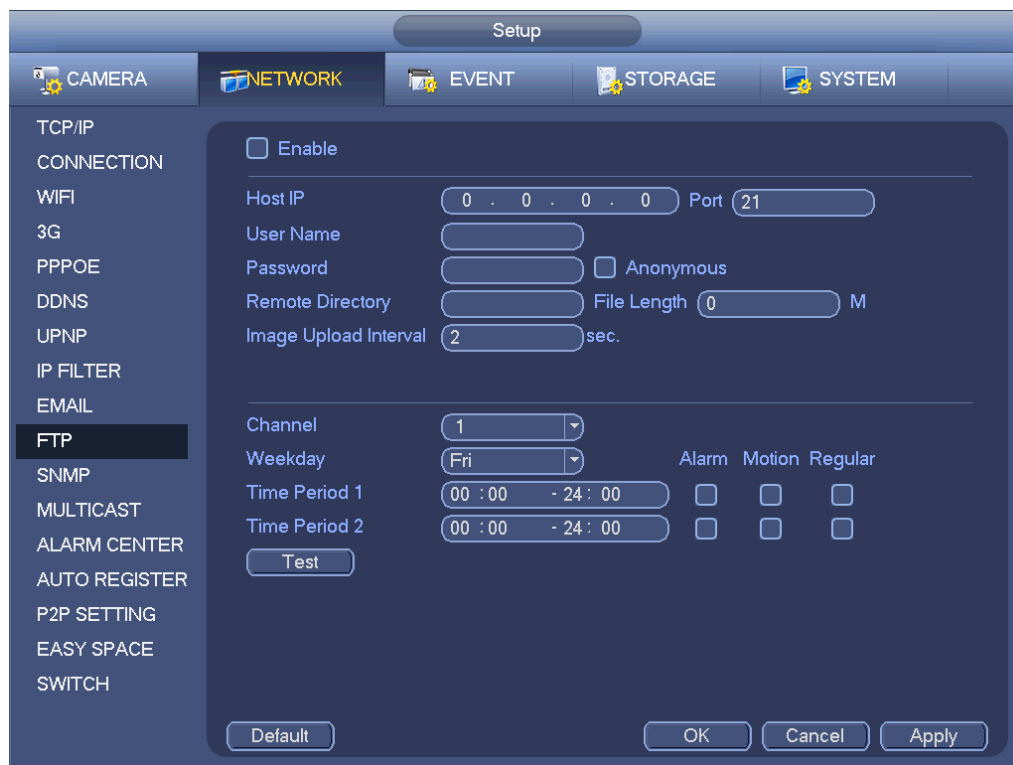 Setup
CAMERA NETWORK EVENT STORAGE SYSTEM
TCP/IP
CONNECTION
WIFI
3G
PPPOE
DDNS
UPNP
IP FILTER
EMAIL
FTP
SNMP
MULTICAST
ALARM CENTER
AUTO REGISTER
P2P SETTING
EASY SPACE
SWITCH
Enable
Host IP 0 . 0 . 0 . 0 Port 21
User Name
Password Anonymous
Remote Directory File Length 0 M
Image Upload Interval 2 sec.
Channel 1
Weekday Fri Alarm Motion Regular
Time Period 1 00 :00 - 24 : 00
Time Period 2 00 :00 - 24 : 00
Test
Default OK Cancel Apply